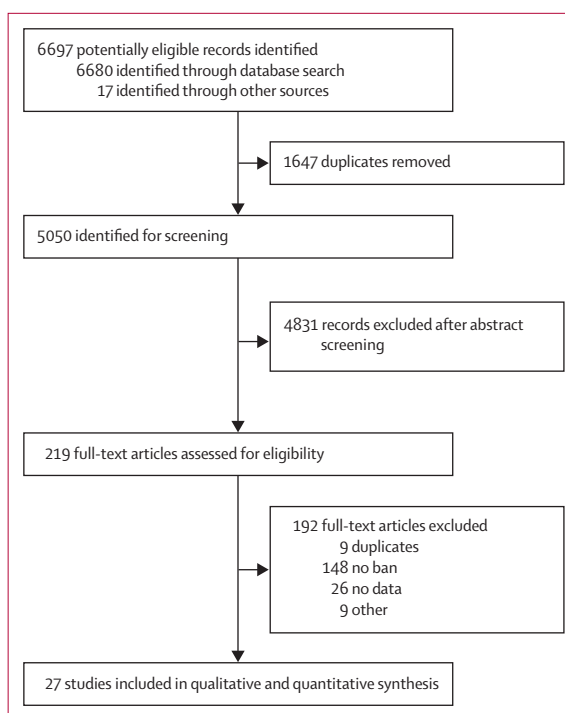 6697 potentially eligible records identified
6680 identified through database search
17 identified through other sources
1647 duplicates removed
5050 identified for screening
4831 records excluded after abstract
screening
219 full-text articles assessed for eligibility
192 full-text articles excluded
9 duplicates
148 no ban
26 no data
9 other
27 studies included in qualitative and quantitative synthesis